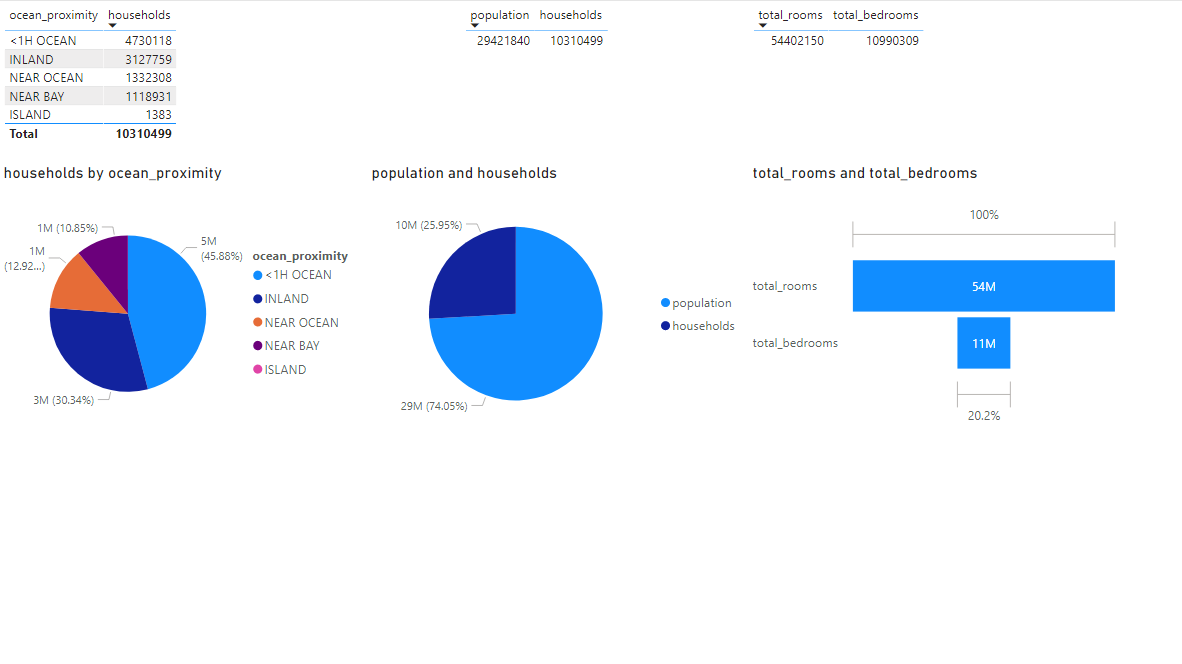 ocean_proximity households
<1H OCEAN 4730118
INLAND 3127759
NEAR OCEAN 1332308
NEAR BAY 1118931
ISLAND 1383
Total 10310499
population households
29421840 10310499
total_rooms total_bedrooms
54402150 10990309
households by ocean_proximity
1M (10.85%)
1M
(12.92...)
5M
(45.88%)
3M (30.34%)
ocean_proximity
<1H OCEAN
INLAND
NEAR OCEAN
NEAR BAY
ISLAND
population and households
10M (25.95%)
29M (74.05%)
population
households
total_rooms and total_bedrooms
100%
total_rooms 54M
total_bedrooms 11M
20.2%